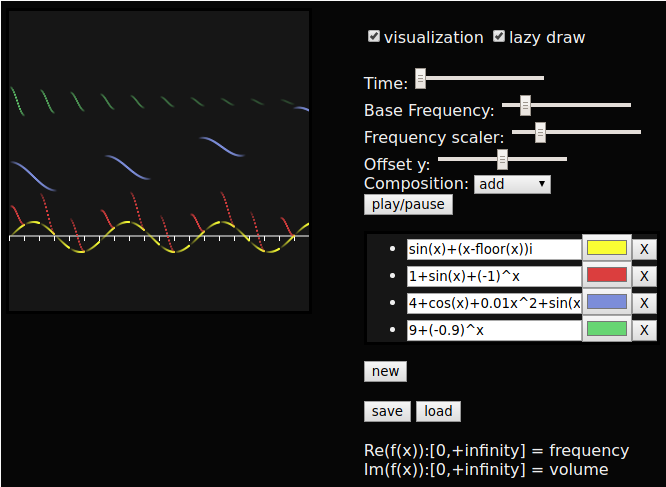 visualization lazy draw
Time:
Base Frequency:
Frequency scaler:
Offset y:
Composition: add
play/pause
sin(x)+(x-floor(x))i X
1+sin(x)+(-1)^x X
4+cos(x)+0.01x^2+sin(x X
9+(-0.9)^x X
new
save load
Re(f(x)):[0,+infinity] = frequency
Im(f(x)):[0,+infinity] = volume